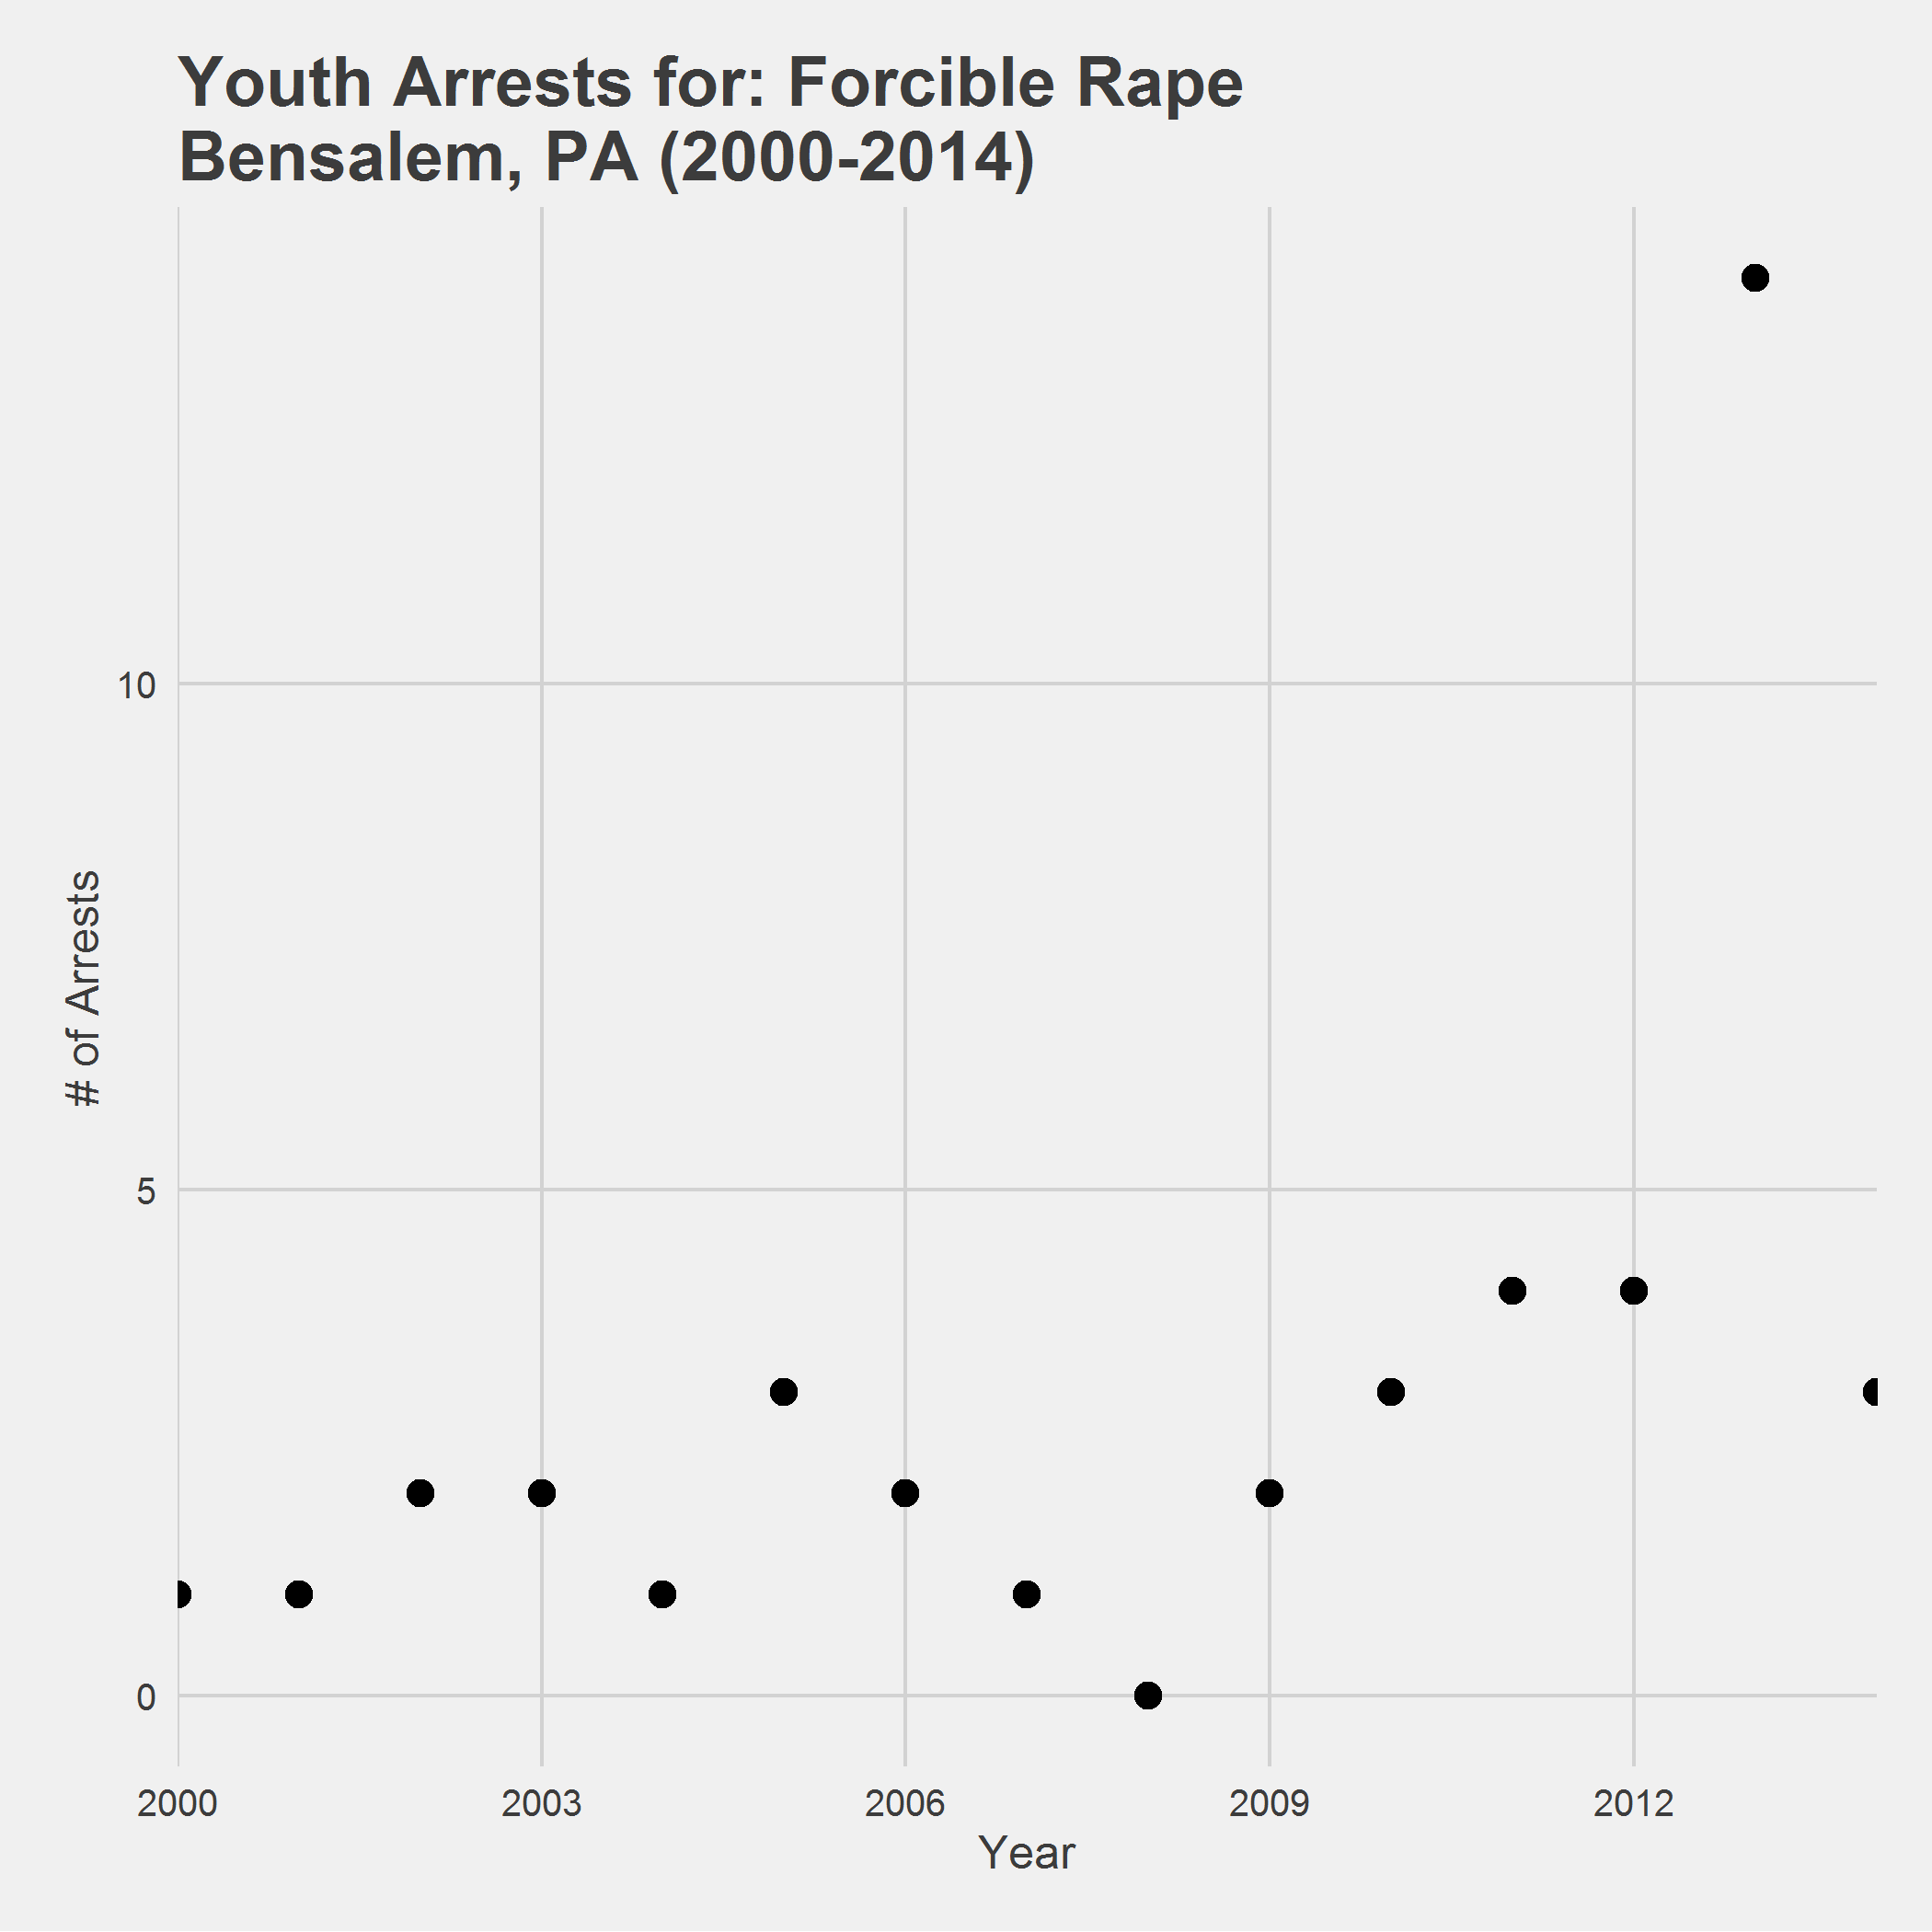 Youth Arrests for: Forcible Rape
Bensalem, PA (2000-2014)
10
5
0
# of Arrests
2000 2003 2006 2009 2012
Year